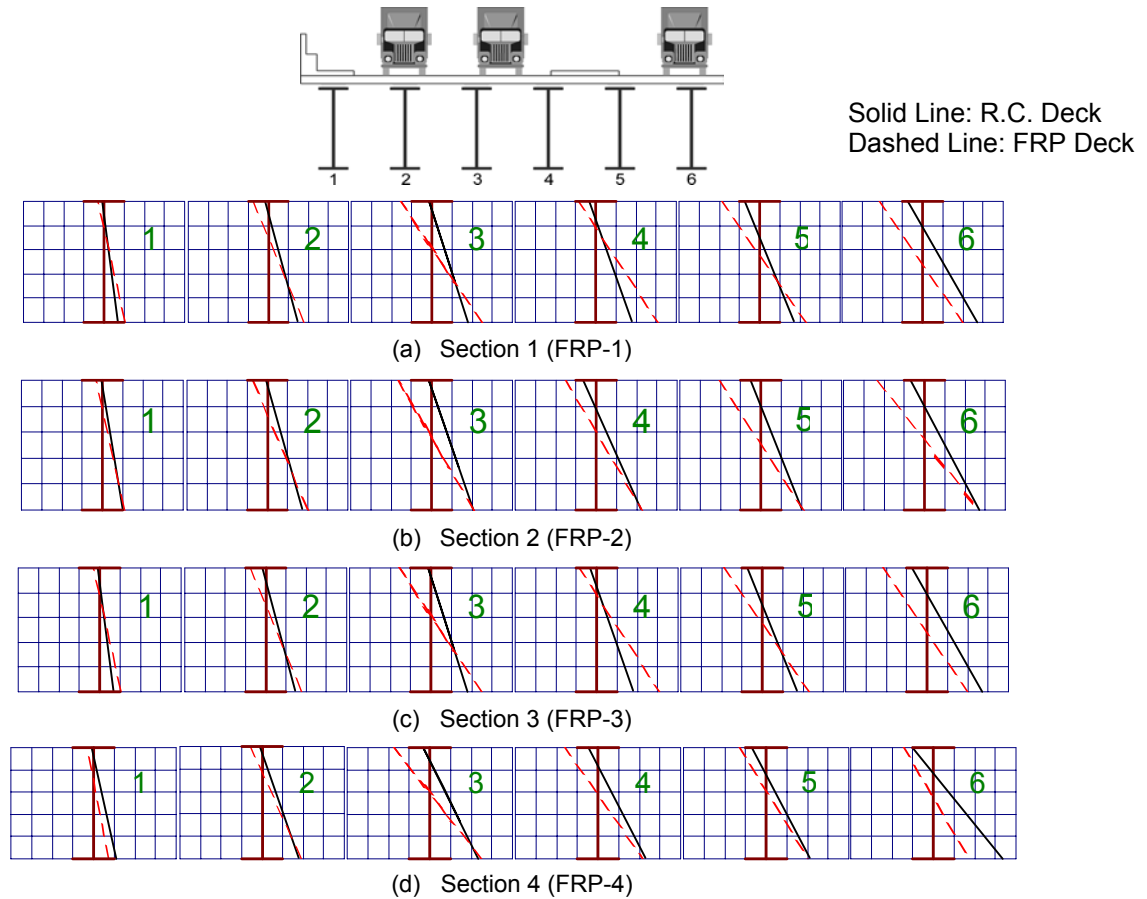 Solid Line: R.C. Deck
Dashed Line: FRP Deck
1 2 3 4 5 6
1 2 3 4 5 6
(a) Section 1 (FRP-1)
1 2 3 4 5 6
(b) Section 2 (FRP-2)
1 2 3 4 5 6
(c) Section 3 (FRP-3)
1 2 3 4 5 6
(d) Section 4 (FRP-4)